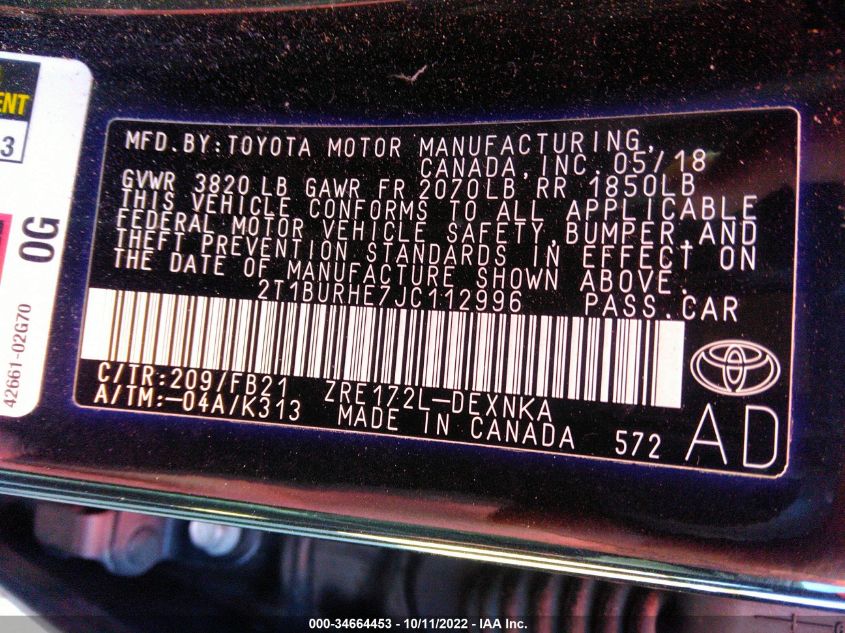 ENT
3
0G
42661-02G70
MFD.BY:TOYOTA MOTOR MANUFACTURING,
CANADA,INC. 05/18
GVWR 3820 LB GAWR FR 2070LB RR 1850LB
THIS VEHICLE CONFORMS TO ALL APPLICABLE
FEDERAL MOTOR VEHICLE SAFETY,BUMPER,AND
THEFT PREVENTION STANDARDS IN EFFECT ON
THE DATE OF MANUFACTURE SHOWN ABOVE.
2T1BURHE7JC112996 PASS.CAR
C/TR:209/FB21 ZRE172L-DEXNKA
A/TM:-04A/K313 MADE IN CANADA 572 AD
000-34664453 - 10/11/2022 - IAA Inc.